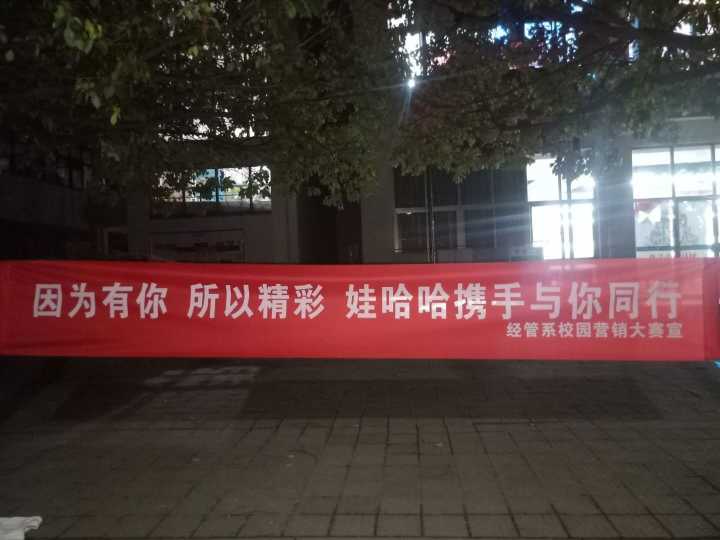 因为有你 所以精彩 娃哈哈携手与你同行
经管系校园营销大赛宣